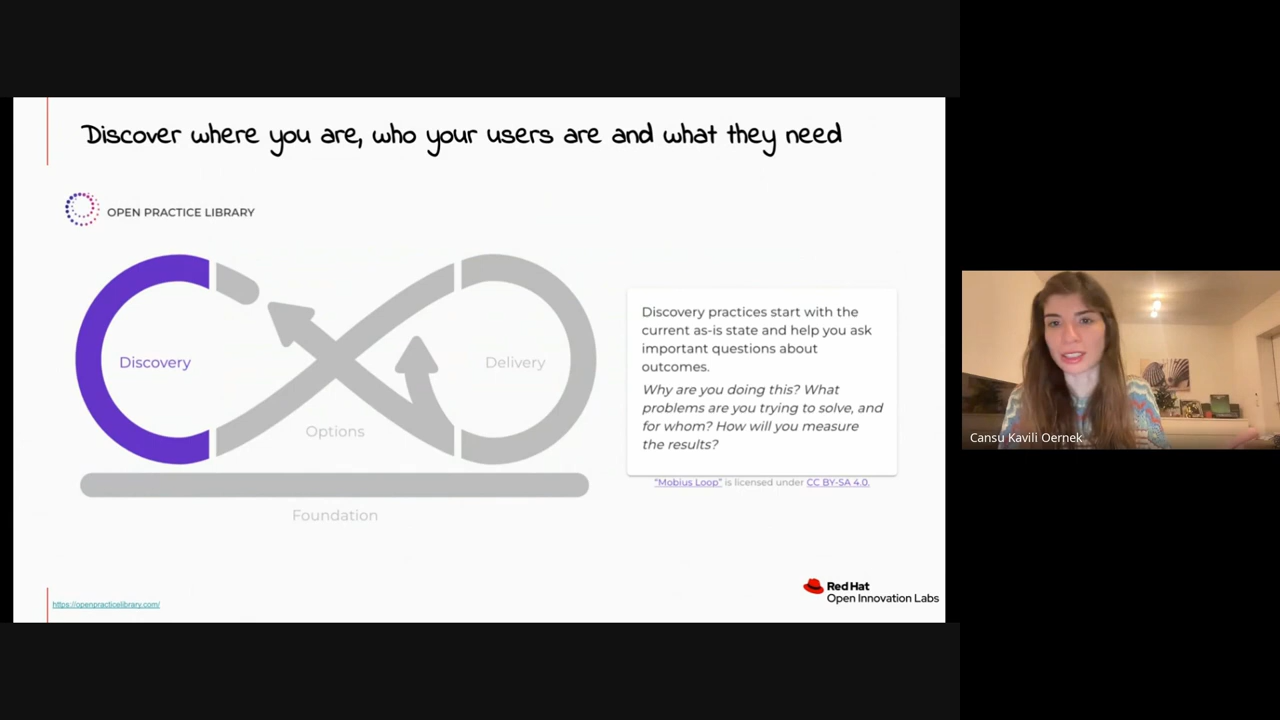 Discover where you are, who your users are and what they need
OPEN PRACTICE LIBRARY
Discovery
Delivery
Options
Foundation
Discovery practices start with the
current as-is state and help you ask
important questions about
outcomes.
Why are you doing this? What
problems are you trying to solve, and
for whom? How will you measure
the results?
"Mobius Loop" is licensed under CC BY-SA 4.0.
https://openpracticelibrary.com/
Red Hat
Open Innovation Labs
Cansu Kavili Oernek